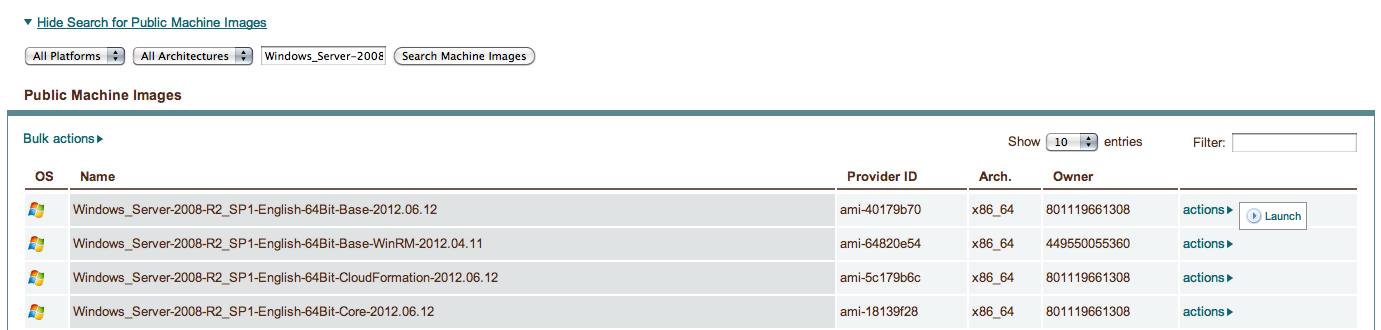 Hide Search for Public Machine Images
All Platforms All Architectures Windows_Server-2008 Search Machine Images
Public Machine Images
Bulk actions Show 10 entries Filter:
OS Name Provider ID Arch. Owner
Windows_Server-2008-R2_SP1-English-64Bit-Base-2012.06.12 ami-40179b70 x86_64 801119661308 actions Launch
Windows_Server-2008-R2_SP1-English-64Bit-Base-WinRM-2012.04.11 ami-64820e54 x86_64 449550055360 actions
Windows_Server-2008-R2_SP1-English-64Bit-CloudFormation-2012.06.12 ami-5c179b6c x86_64 801119661308 actions
Windows_Server-2008-R2_SP1-English-64Bit-Core-2012.06.12 ami-18139f28 x86_64 801119661308 actions